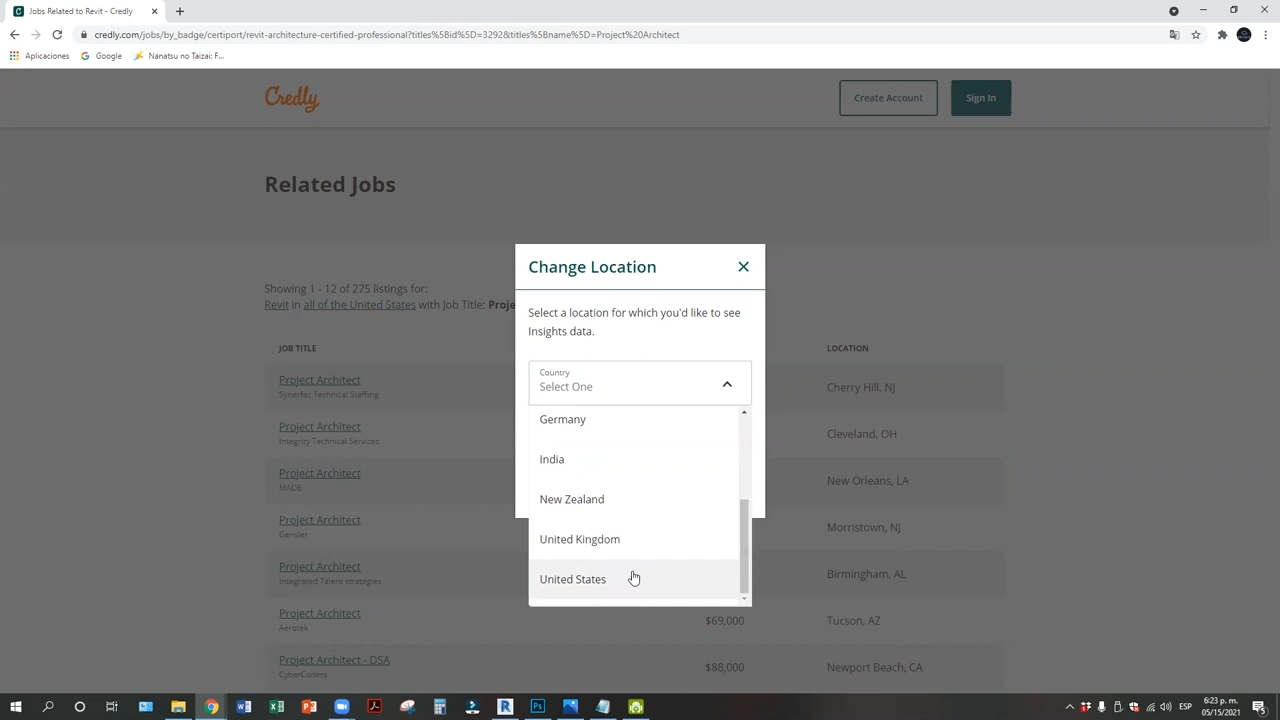 Jobs Related to Revit - Credly
credly.com/jobs/by_badge/certiport/revit-architecture-certified-professional?titles%5Bid%5D=3292&titles%5Bname%5D=Project%20Architect
Aplicaciones
Google
Nanatsu no Taizai: F...
Credly
Create Account
Sign In
Related Jobs
Showing 1 - 12 of 275 listings for:
Revit in all of the United States with Job Title: Proje
JOB TITLE
LOCATION
Project Architect
Synerfac Technical Staffing
Cherry Hill, NJ
Project Architect
Integrity Technical Services
Cleveland, OH
Project Architect
MADE
New Orleans, LA
Project Architect
Gensler
Morristown, NJ
Project Architect
Integrated Talent strategies
Birmingham, AL
Project Architect
Aerotek
$69,000
Tucson, AZ
Project Architect - DSA
CyberCoders
$88,000
Newport Beach, CA
Change Location
Select a location for which you'd like to see
Insights data.
Country
Select One
Germany
India
New Zealand
United Kingdom
United States
ESP
6:23 p. m.
05/15/2021